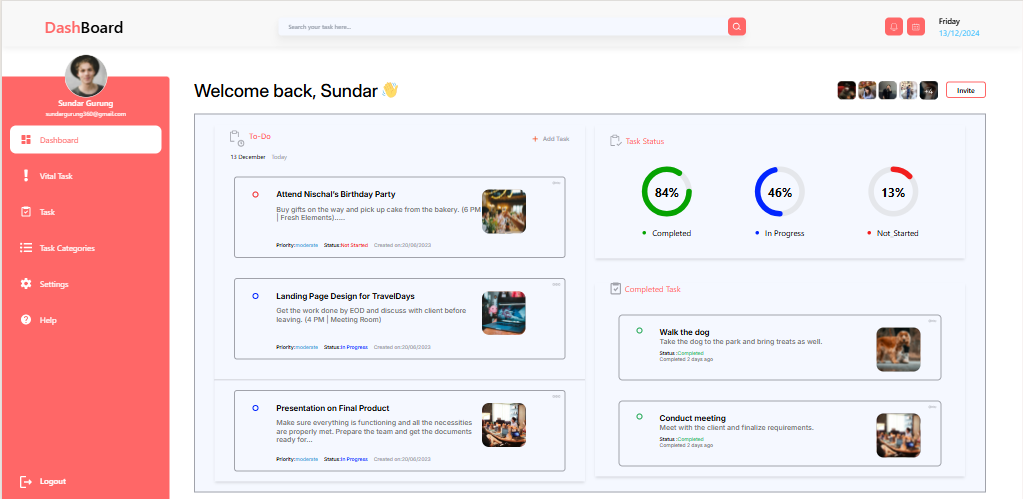 DashBoard
Search your task here...
Friday
13/12/2024
Sundar Gurung
sundargurung360@gmail.com
Dashboard
Vital Task
Task
Task Categories
Settings
Help
Logout
Welcome back, Sundar 👋
+4
Invite
To-Do
+ Add Task
13 December Today
Attend Nischal's Birthday Party
Buy gifts on the way and pick up cake from the bakery. (6 PM
| Fresh Elements).....
Priority:moderate Status:Not Started Created on:20/06/2023
Landing Page Design for TravelDays
Get the work done by EOD and discuss with client before
leaving. (4 PM | Meeting Room)
Priority:moderate Status:In Progress Created on:20/06/2023
Presentation on Final Product
Make sure everything is functioning and all the necessities
are properly met. Prepare the team and get the documents
ready for...
Priority:moderate Status:In Progress Created on:20/06/2023
Task Status
84%
46%
13%
Completed
In Progress
Not Started
Completed Task
Walk the dog
Take the dog to the park and bring treats as well.
Status :Completed
Completed 2 days ago
Conduct meeting
Meet with the client and finalize requirements.
Status :Completed
Completed 2 days ago